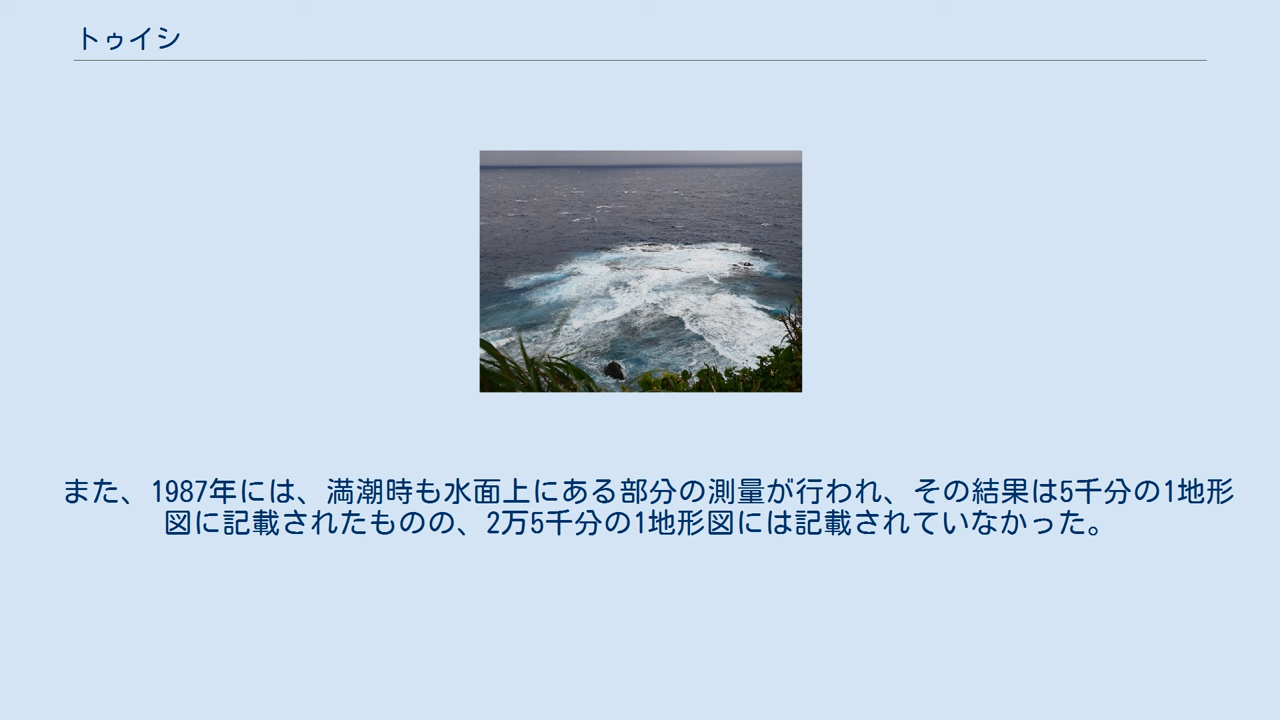 トゥイシ
また、1987年には、満潮時も水面上にある部分の測量が行われ、その結果は5千分の1地形
図に記載されたものの、2万5千分の1地形図には記載されていなかった。